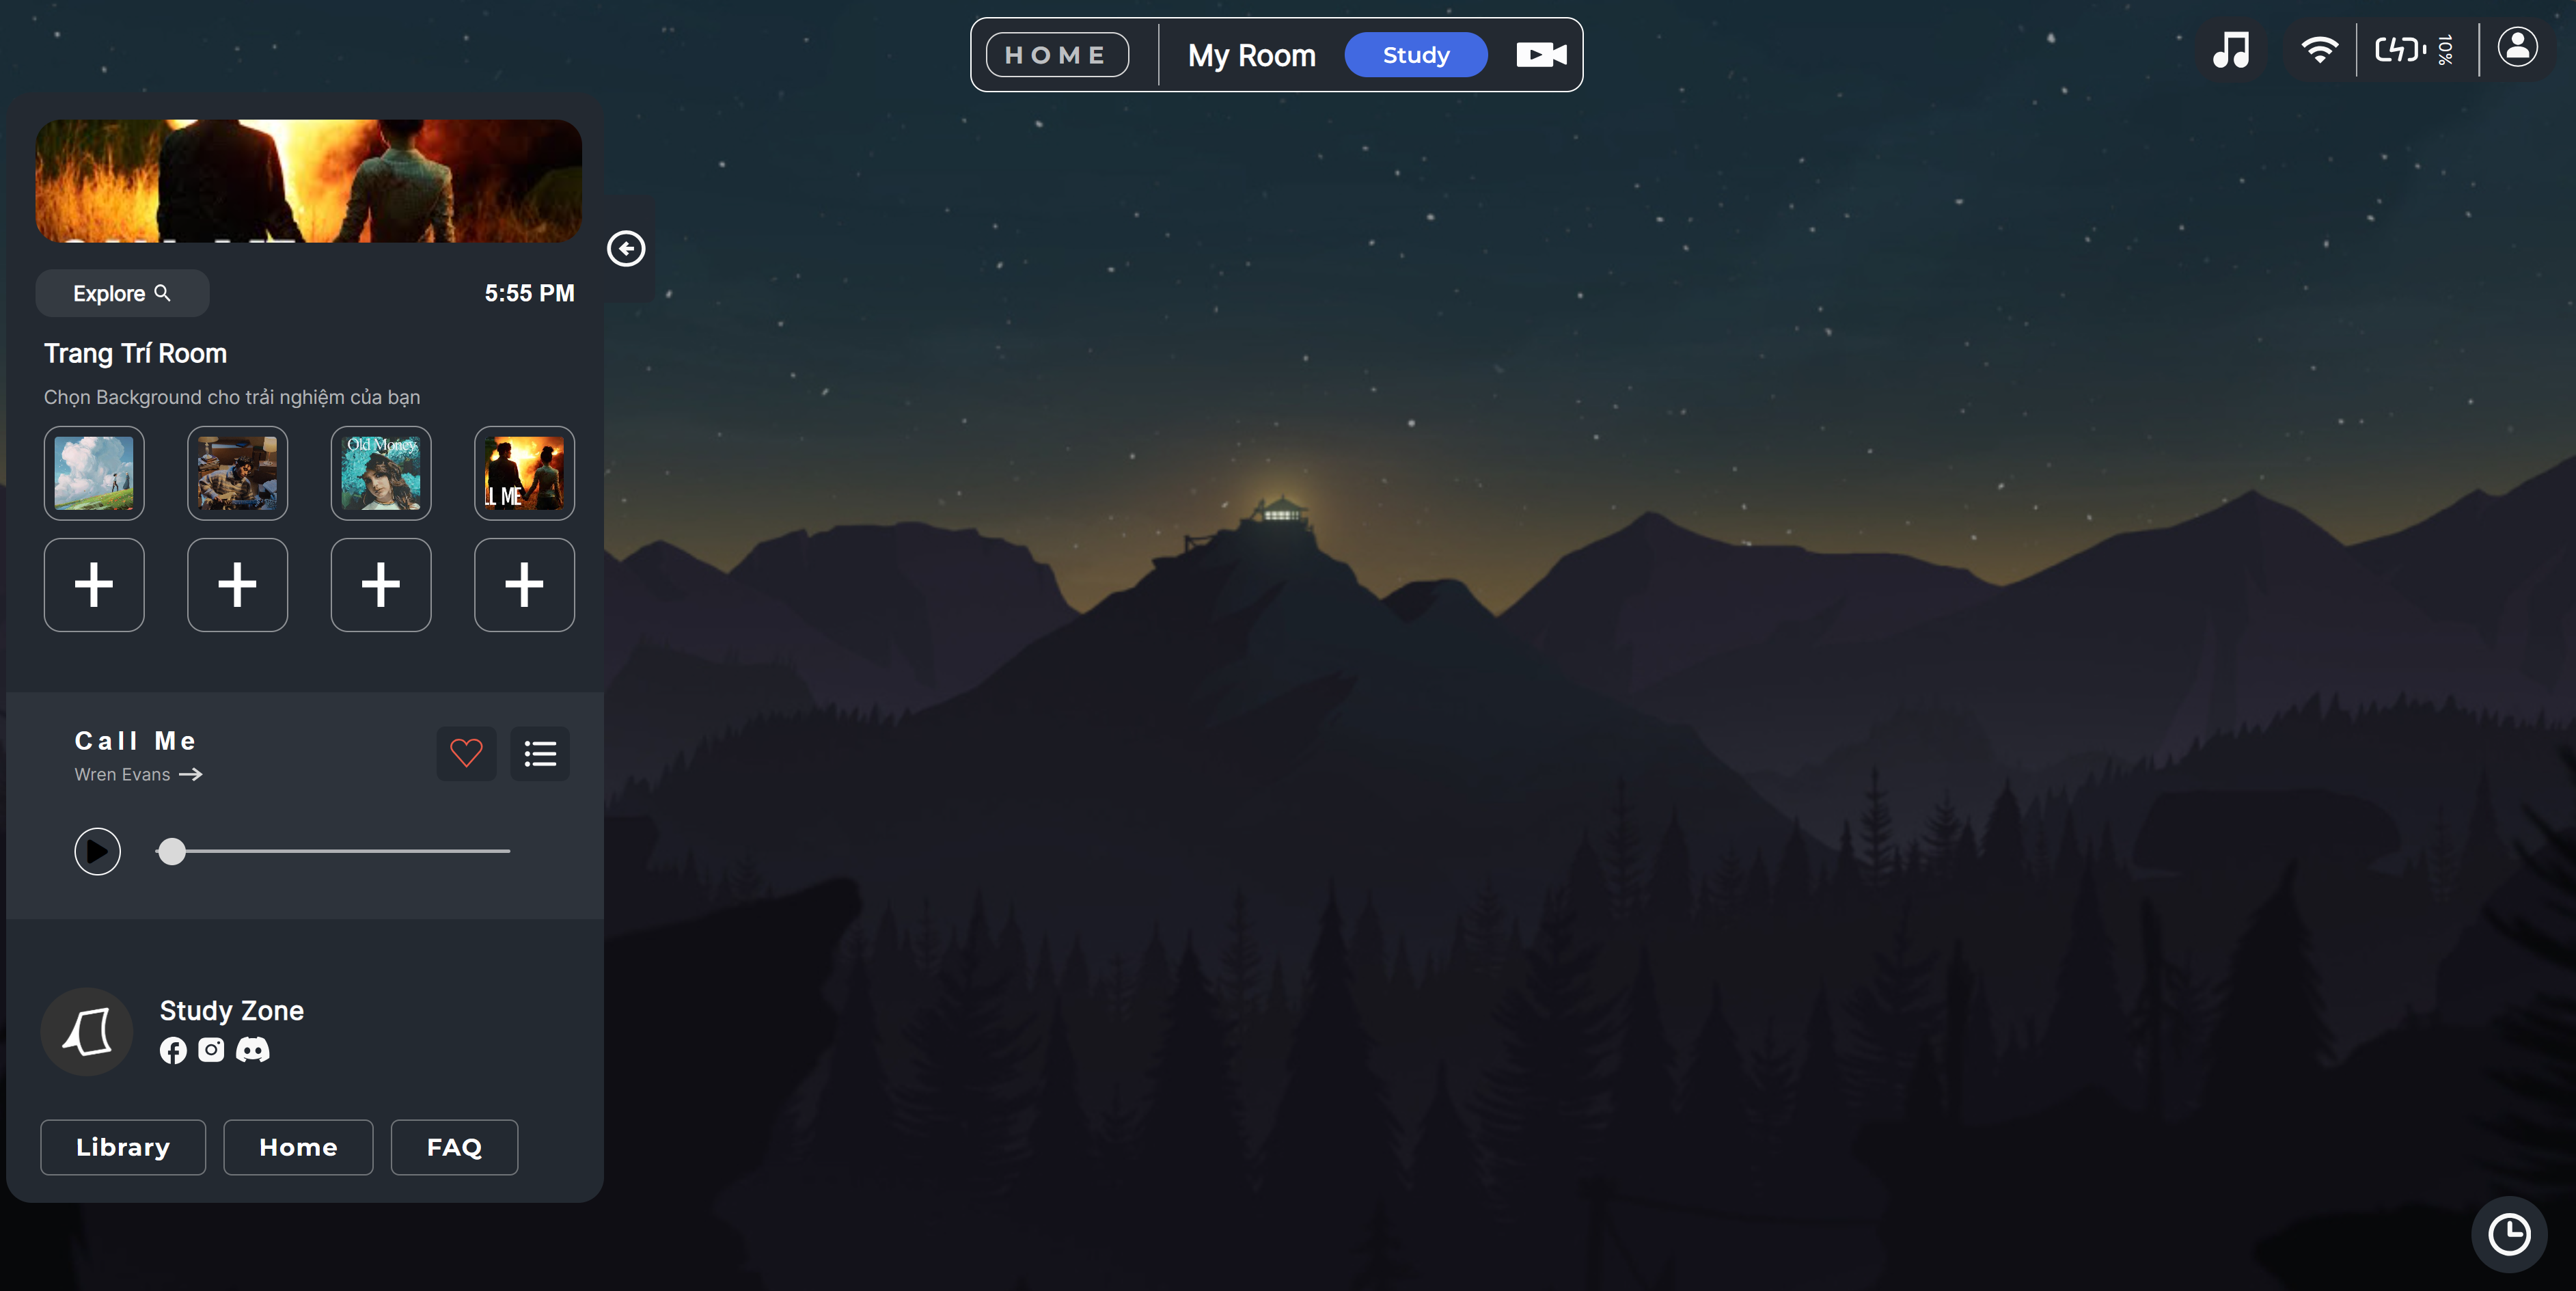 HOME
My Room
Study
10%
Explore
5:55 PM
Trang Trí Room
Chọn Background cho trải nghiệm của bạn
Old Money
LL ME
Call Me
Wren Evans
Study Zone
Library
Home
FAQ